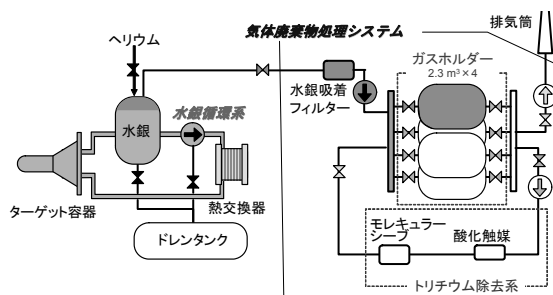 ヘリウム
気体廃棄物処理システム
排気筒
ガスホルダー
2.3 m³×4
水銀吸着
フィルター
水銀
水銀循環系
ターゲット容器
熱交換器
ドレンタンク
モレキュラー
シーブ
酸化触媒
トリチウム除去系